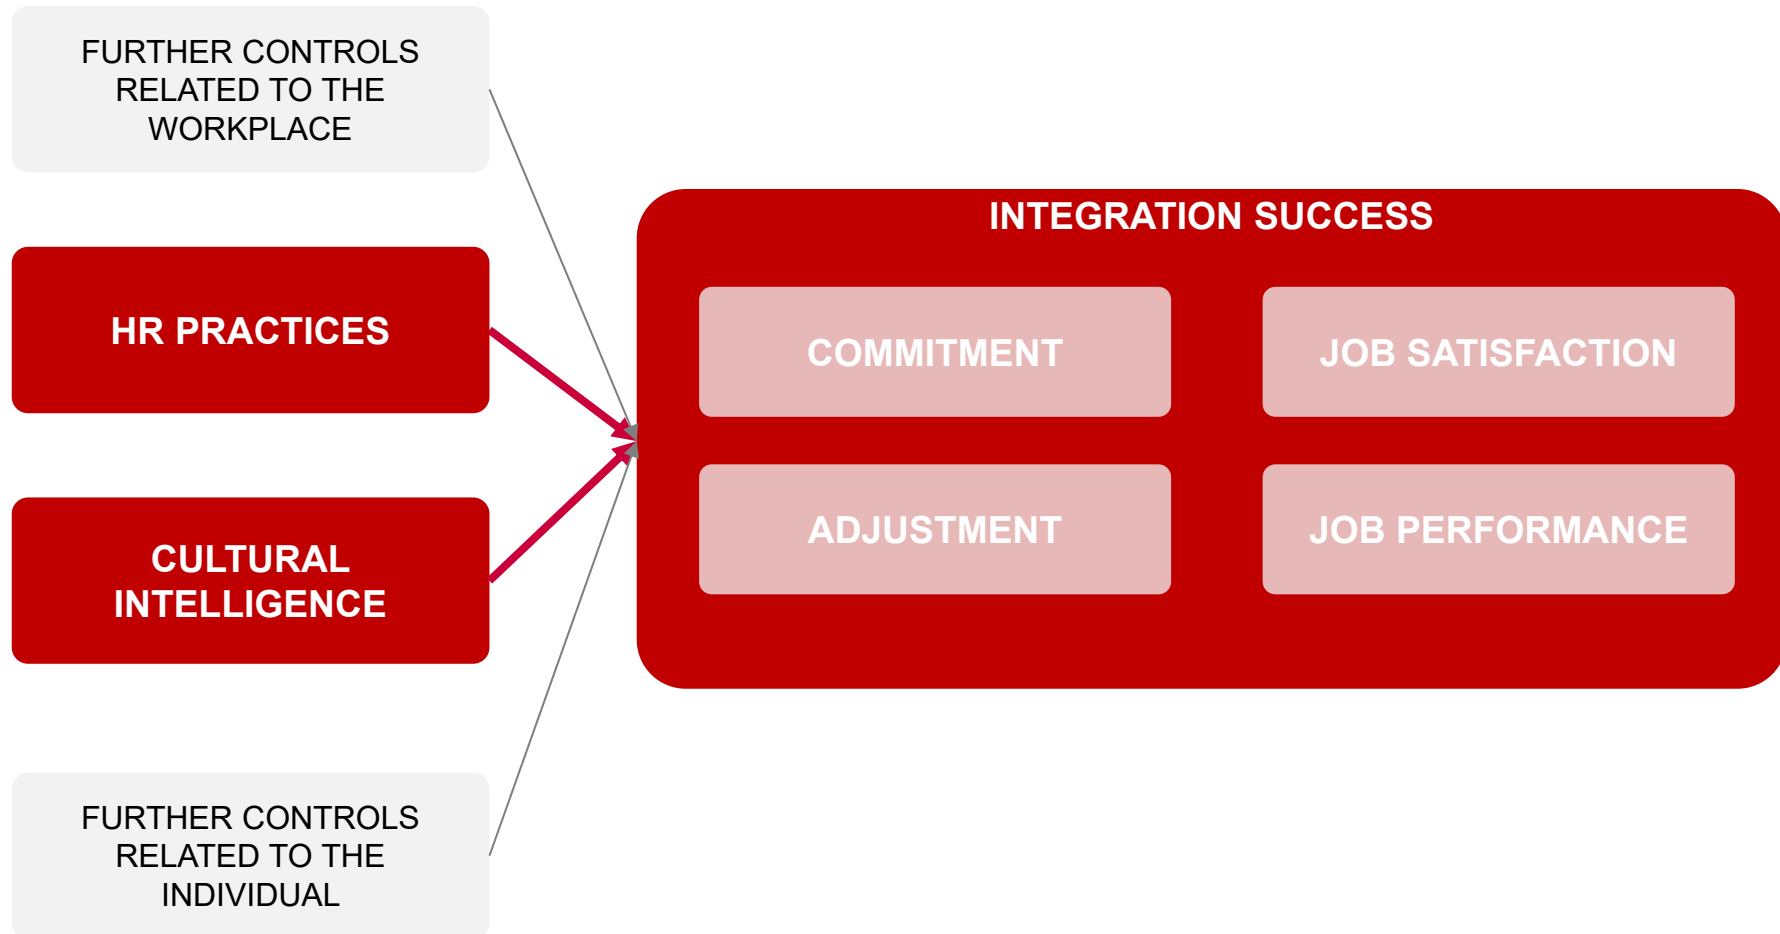 FURTHER CONTROLS
RELATED TO THE
WORKPLACE
HR PRACTICES
CULTURAL
INTELLIGENCE
FURTHER CONTROLS
RELATED TO THE
INDIVIDUAL
INTEGRATION SUCCESS
COMMITMENT
JOB SATISFACTION
ADJUSTMENT
JOB PERFORMANCE